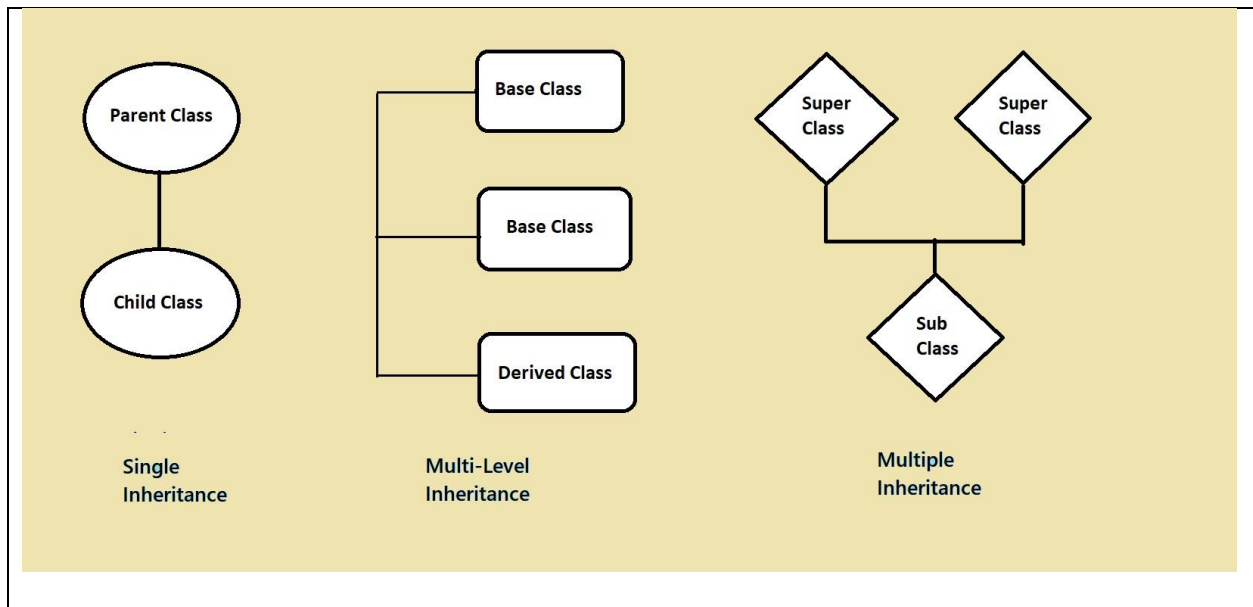 Parent Class
Child Class
Single
Inheritance
Base Class
Base Class
Derived Class
Multi-Level
Inheritance
Super
Class
Super
Class
Sub
Class
Multiple
Inheritance